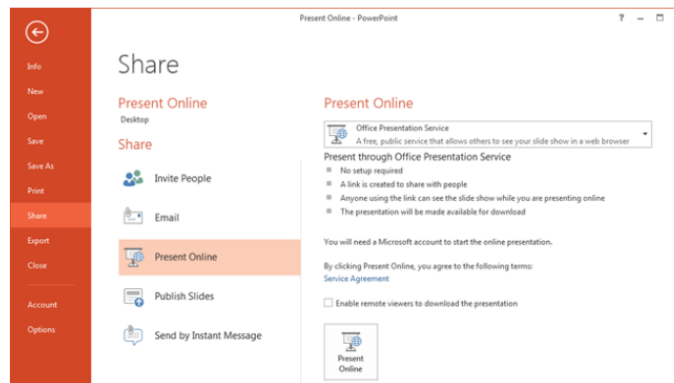 Present Online - PowerPoint
?
Info
New
Open
Save
Save As
Print
Share
Export
Close
Account
Options
Share
Present Online
Desktop
Share
Invite People
Email
Present Online
Publish Slides
Send by Instant Message
Present Online
Office Presentation Service
A free, public service that allows others to see your slide show in a web browser
Present through Office Presentation Service
No setup required
A link is created to share with people
Anyone using the link can see the slide show while you are presenting online
The presentation will be made available for download
You will need a Microsoft account to start the online presentation.
By clicking Present Online, you agree to the following terms:
Service Agreement
Enable remote viewers to download the presentation
Present
Online